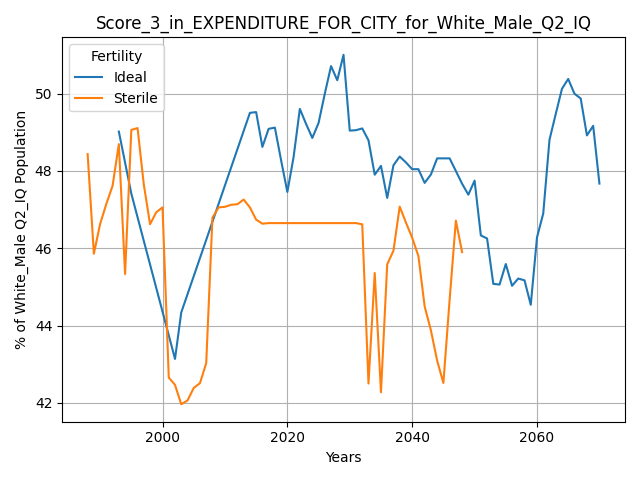 Score_3_in_EXPENDITURE_FOR_CITY_for_White_Male_Q2_IQ
Fertility
Ideal
Sterile
% of White_Male Q2_IQ Population
50
48
46
44
42
2000
2020
2040
2060
Years